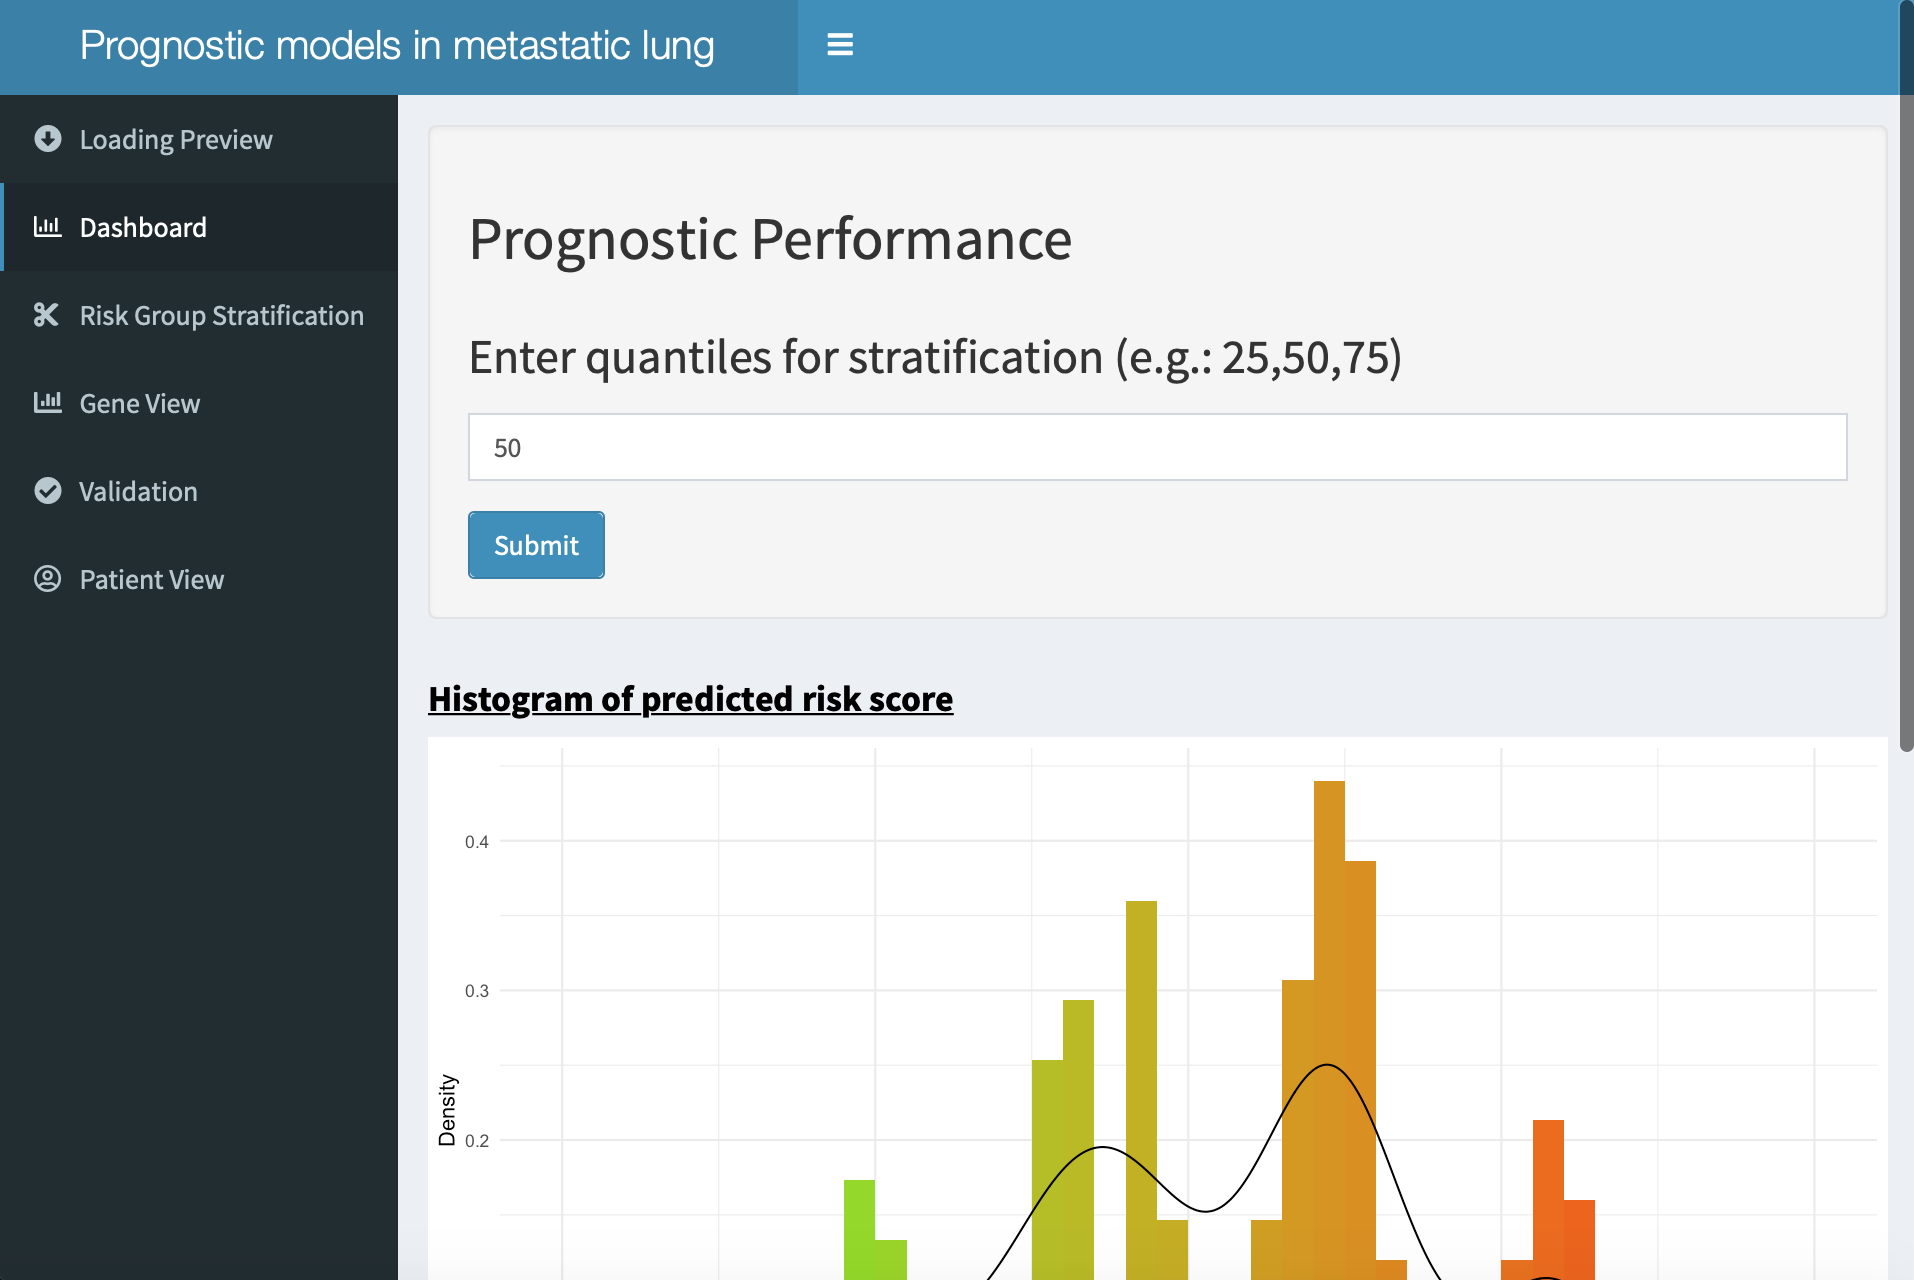 Prognostic models in metastatic lung
Loading Preview
Dashboard
Risk Group Stratification
Gene View
Validation
Patient View
Prognostic Performance
Enter quantiles for stratification (e.g.: 25,50,75)
50
Submit
Histogram of predicted risk score
0.4
0.3
Density
0.2